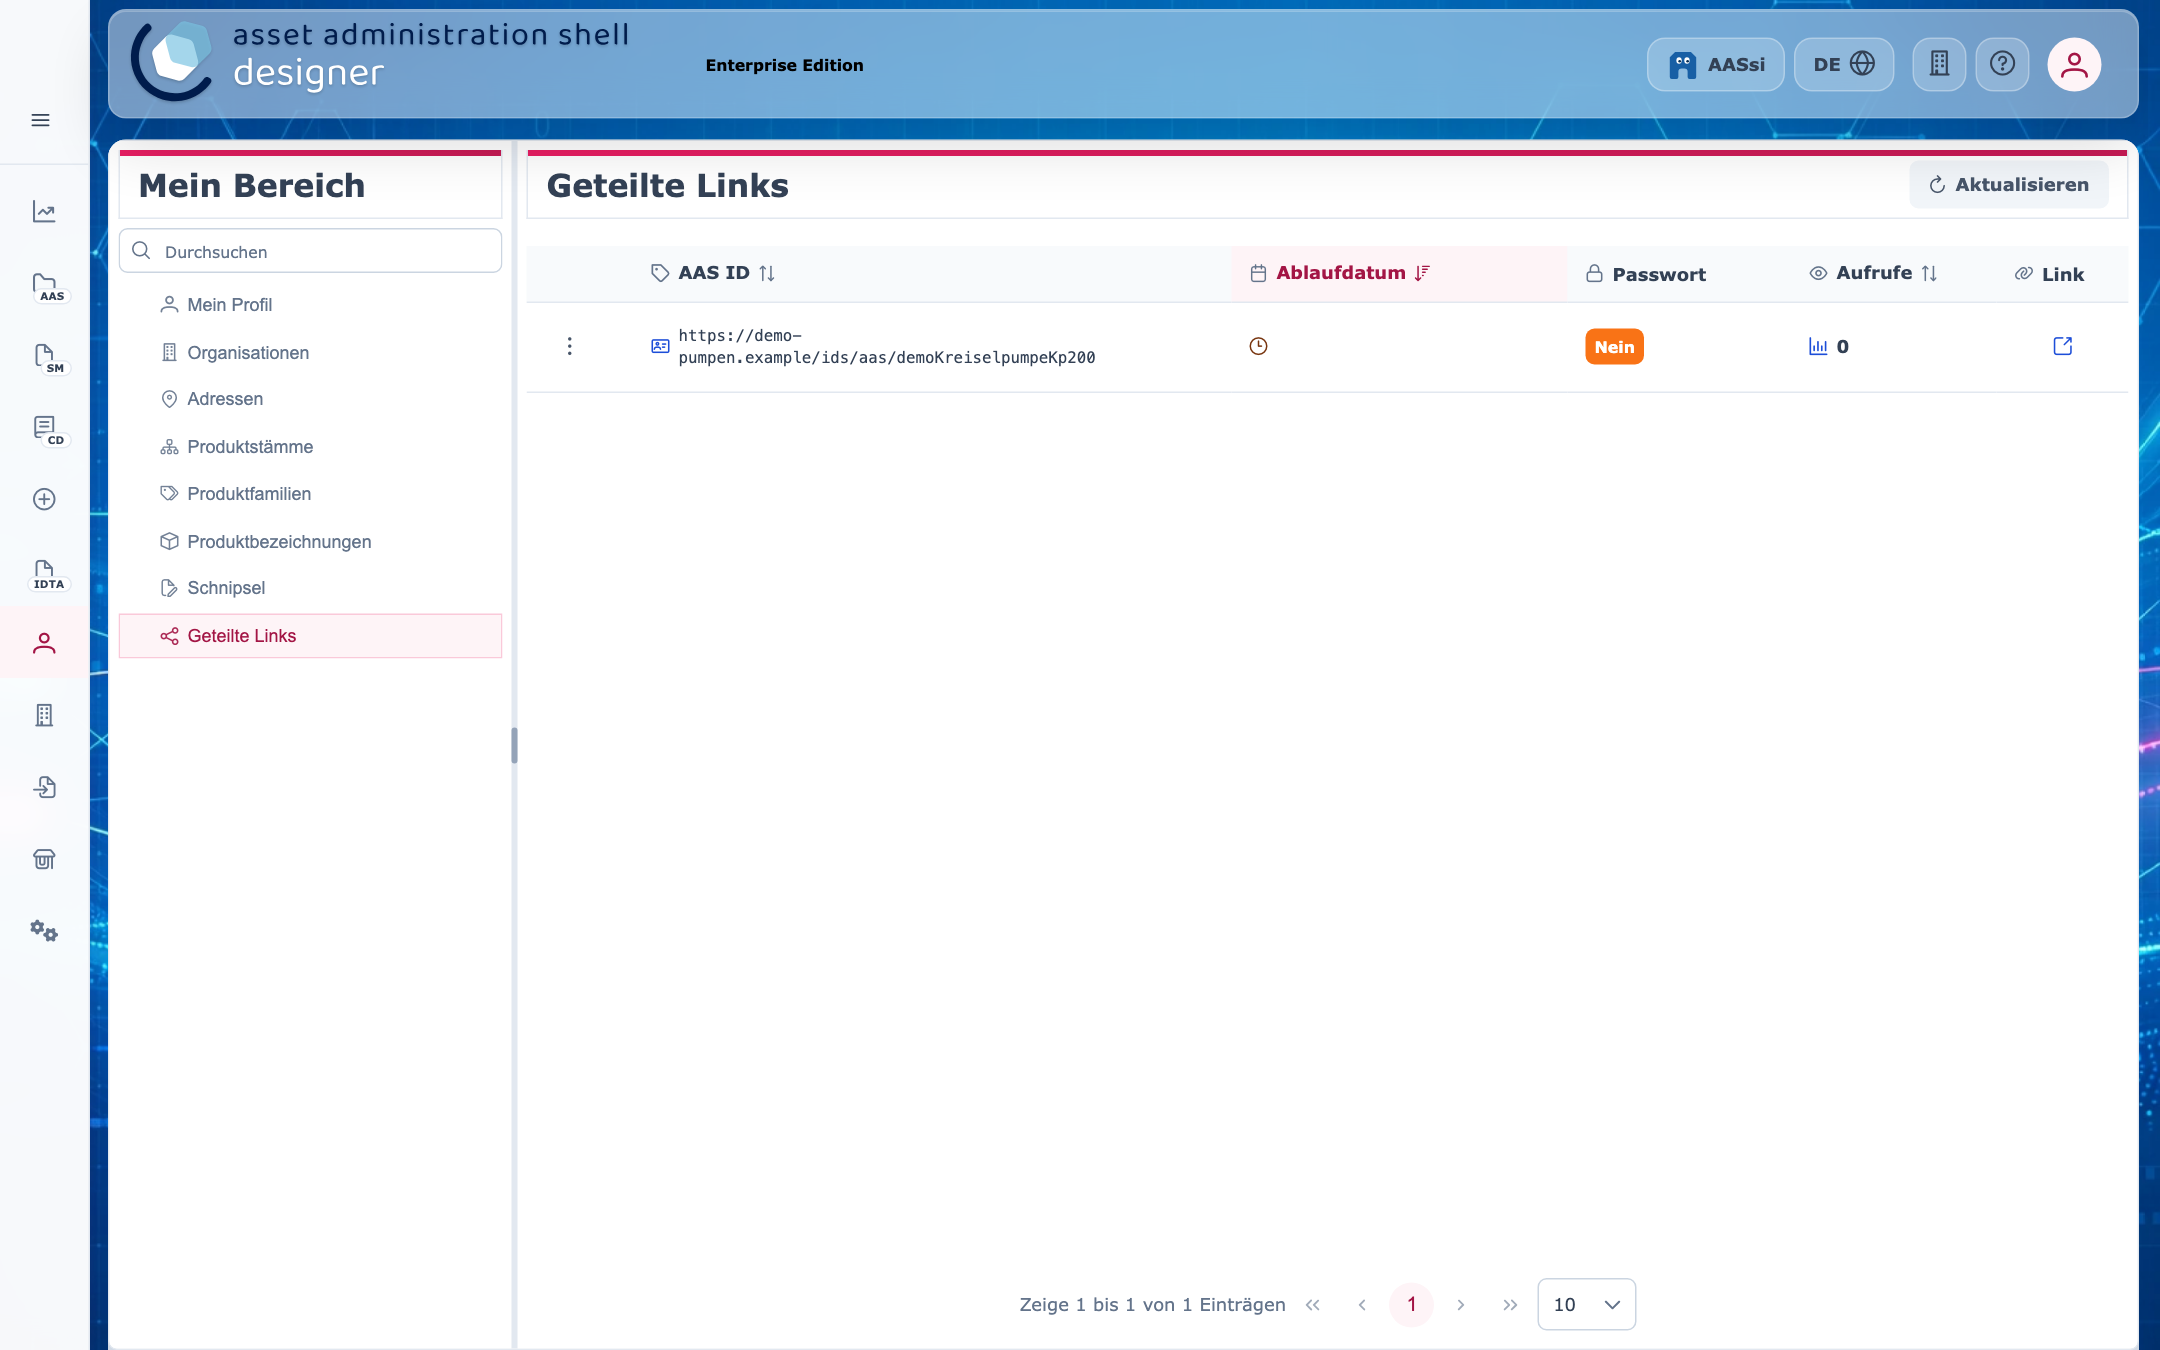 asset administration shell
designer
Enterprise Edition
AASsi
DE
AAS
SM
CD
IDTA
Mein Bereich
Durchsuchen
Mein Profil
Organisationen
Adressen
Produktstämme
Produktfamilien
Produktbezeichnungen
Schnipsel
Geteilte Links
Geteilte Links
Aktualisieren
AAS ID
Ablaufdatum
Passwort
Aufrufe
Link
https://demo-
pumpen.example/ids/aas/demoKreiselpumpeKp200
Nein
0
Zeige 1 bis 1 von 1 Einträgen
1
10